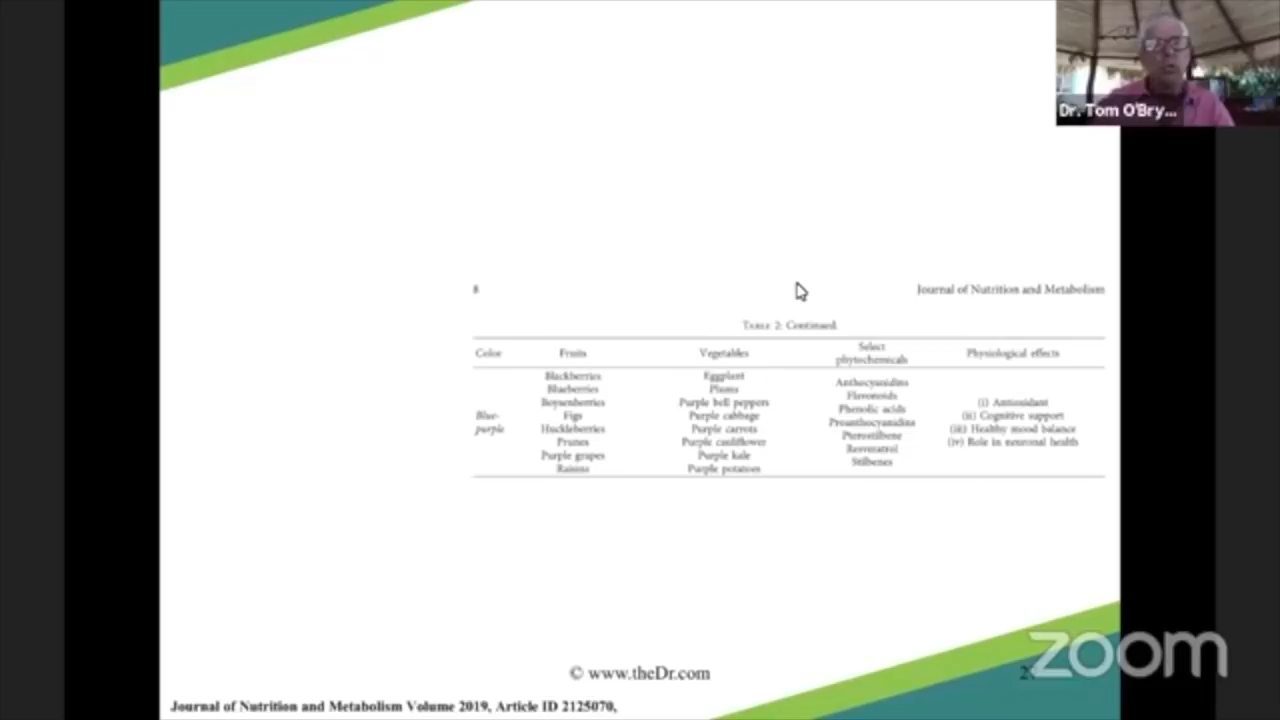 Dr. Tom O'Bry...
8 Journal of Nutrition and Metabolism
TABLE 2: Continued.
Color Fruits Vegetables Select phytochemicals Physiological effects
Blue-purple
Blackberries
Blueberries
Boysenberries
Figs
Huckleberries
Prunes
Purple grapes
Raisins
Eggplant
Plums
Purple bell peppers
Purple cabbage
Purple carrots
Purple cauliflower
Purple kale
Purple potatoes
Anthocyanidins
Flavonoids
Phenolic acids
Proanthocyanidins
Pterostilbene
Resveratrol
Stilbenes
(i) Antioxidant
(ii) Cognitive support
(iii) Healthy mood balance
(iv) Role in neuronal health
© www.theDr.com
zoom
Journal of Nutrition and Metabolism Volume 2019, Article ID 2125070,